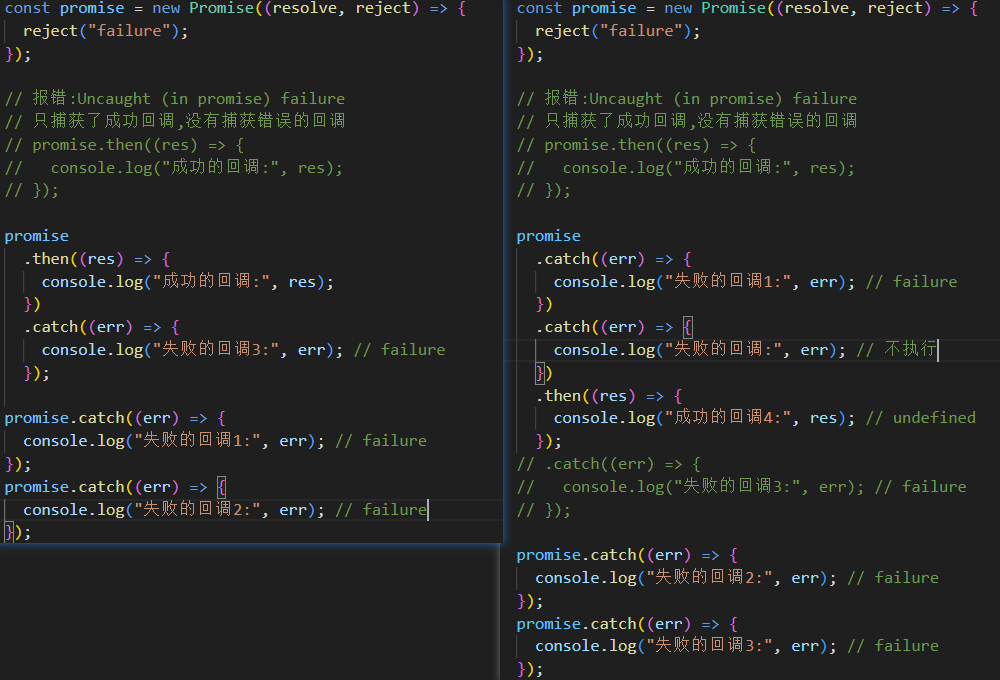 const promise = new Promise((resolve, reject) => {
  reject("failure");
});

// 报错:Uncaught (in promise) failure
// 只捕获了成功回调,没有捕获错误的回调
// promise.then((res) => {
//   console.log("成功的回调:", res);
// });

promise
  .then((res) => {
    console.log("成功的回调:", res);
  })
  .catch((err) => {
    console.log("失败的回调3:", err); // failure
  });

promise.catch((err) => {
  console.log("失败的回调1:", err); // failure
});
promise.catch((err) => {
  console.log("失败的回调2:", err); // failure
});

const promise = new Promise((resolve, reject) => {
  reject("failure");
});

// 报错:Uncaught (in promise) failure
// 只捕获了成功回调,没有捕获错误的回调
// promise.then((res) => {
//   console.log("成功的回调:", res);
// });

promise
  .catch((err) => {
    console.log("失败的回调1:", err); // failure
  })
  .catch((err) => {
    console.log("失败的回调:", err); // 不执行
  })
  .then((res) => {
    console.log("成功的回调4:", res); // undefined
  });
// .catch((err) => {
//   console.log("失败的回调3:", err); // failure
// });

promise.catch((err) => {
  console.log("失败的回调2:", err); // failure
});
promise.catch((err) => {
  console.log("失败的回调3:", err); // failure
});